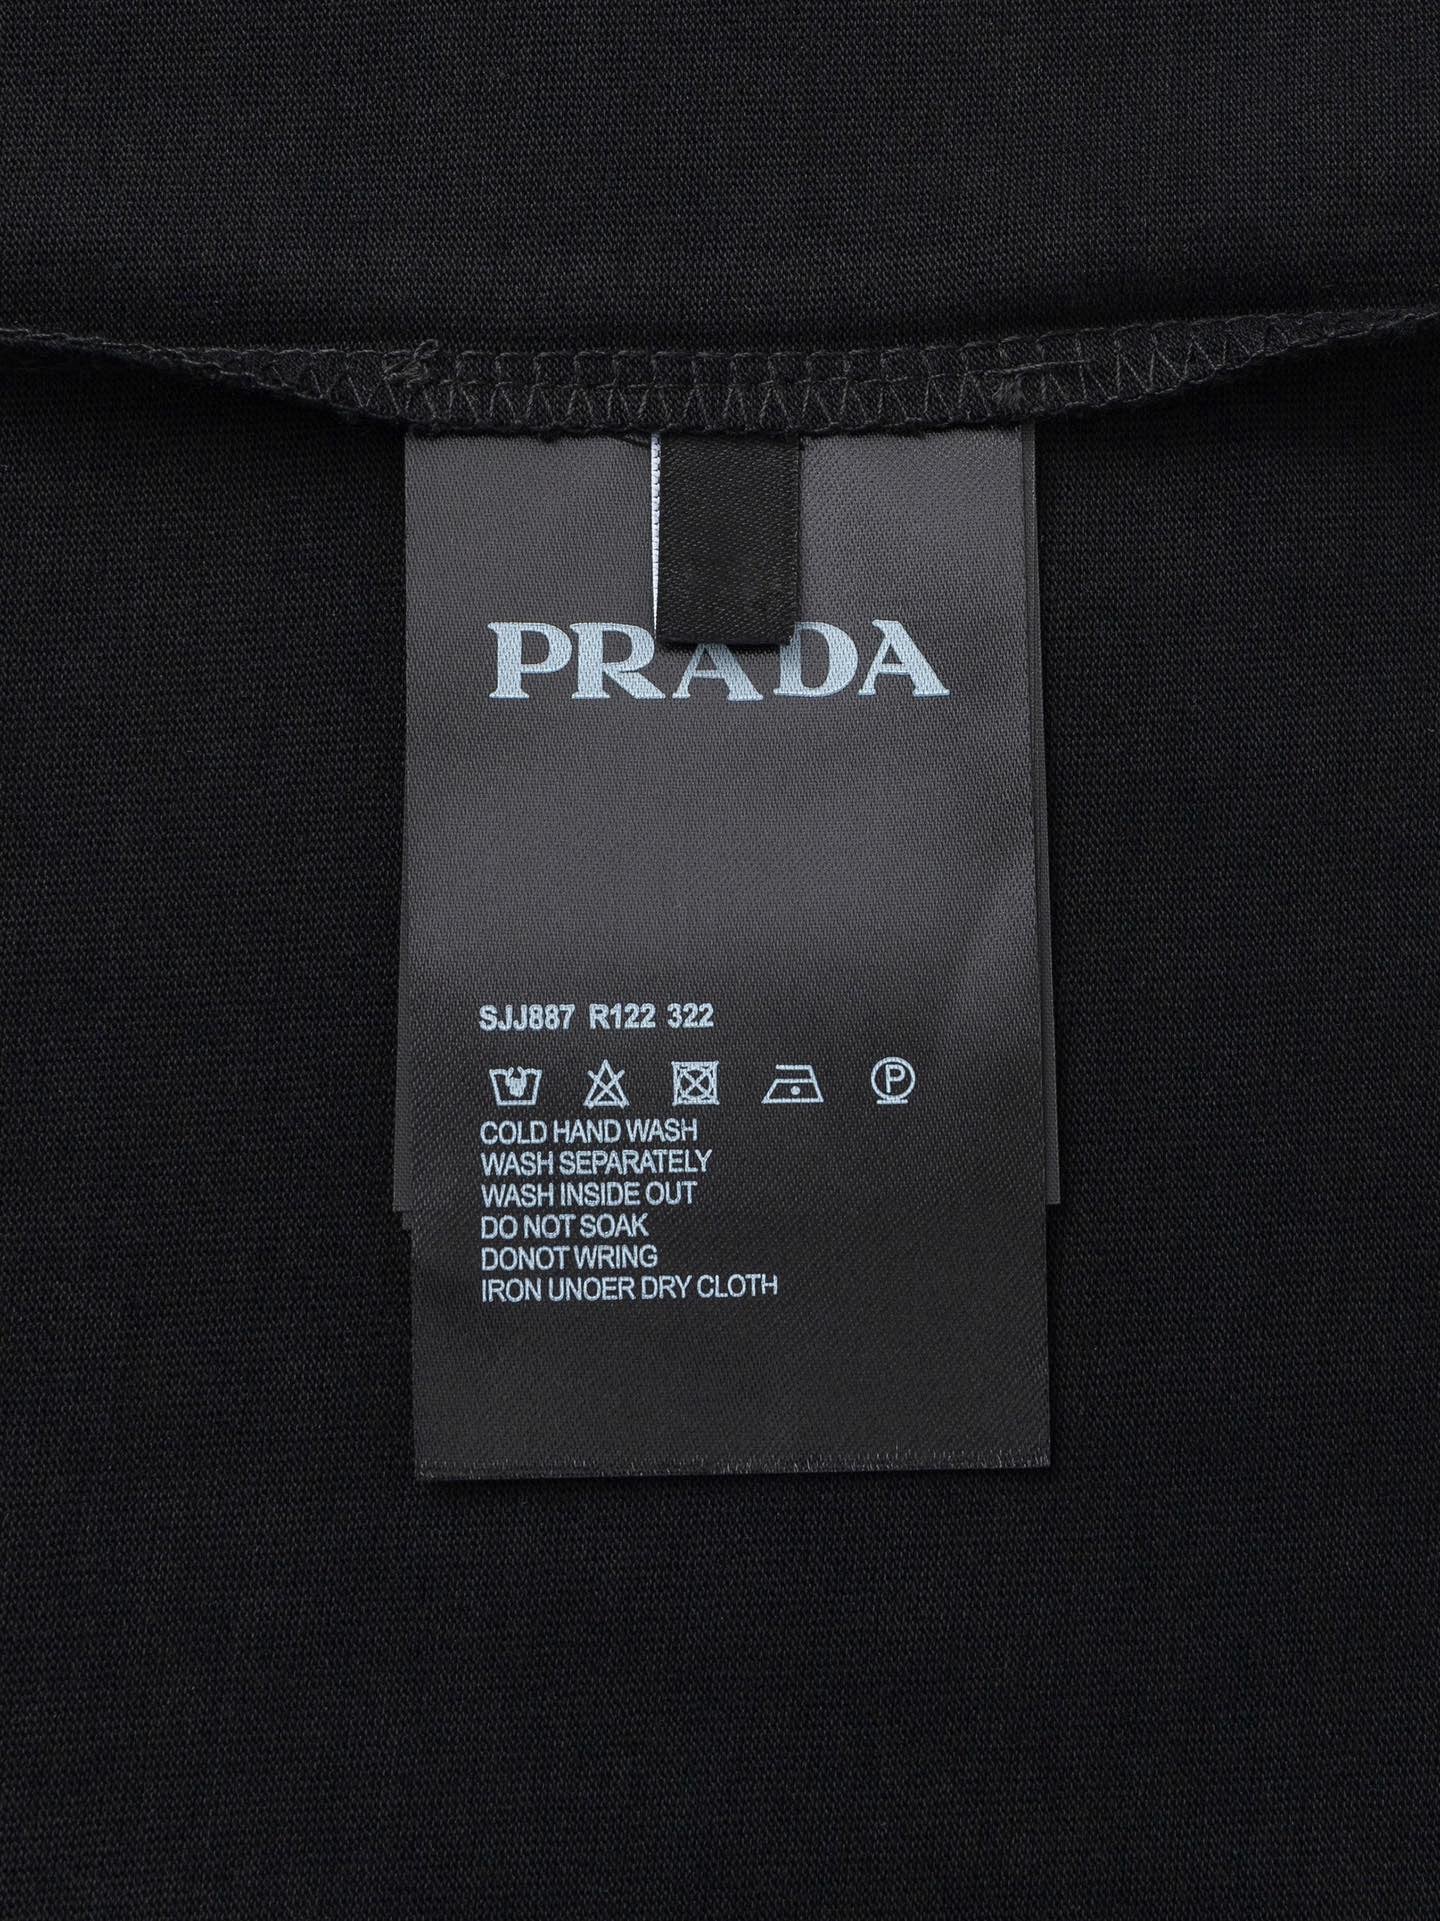 PRADA
SJJ887 R122 322
P
COLD HAND WASH
WASH SEPARATELY
WASH INSIDE OUT
DO NOT SOAK
DONOT WRING
IRON UNOER DRY CLOTH